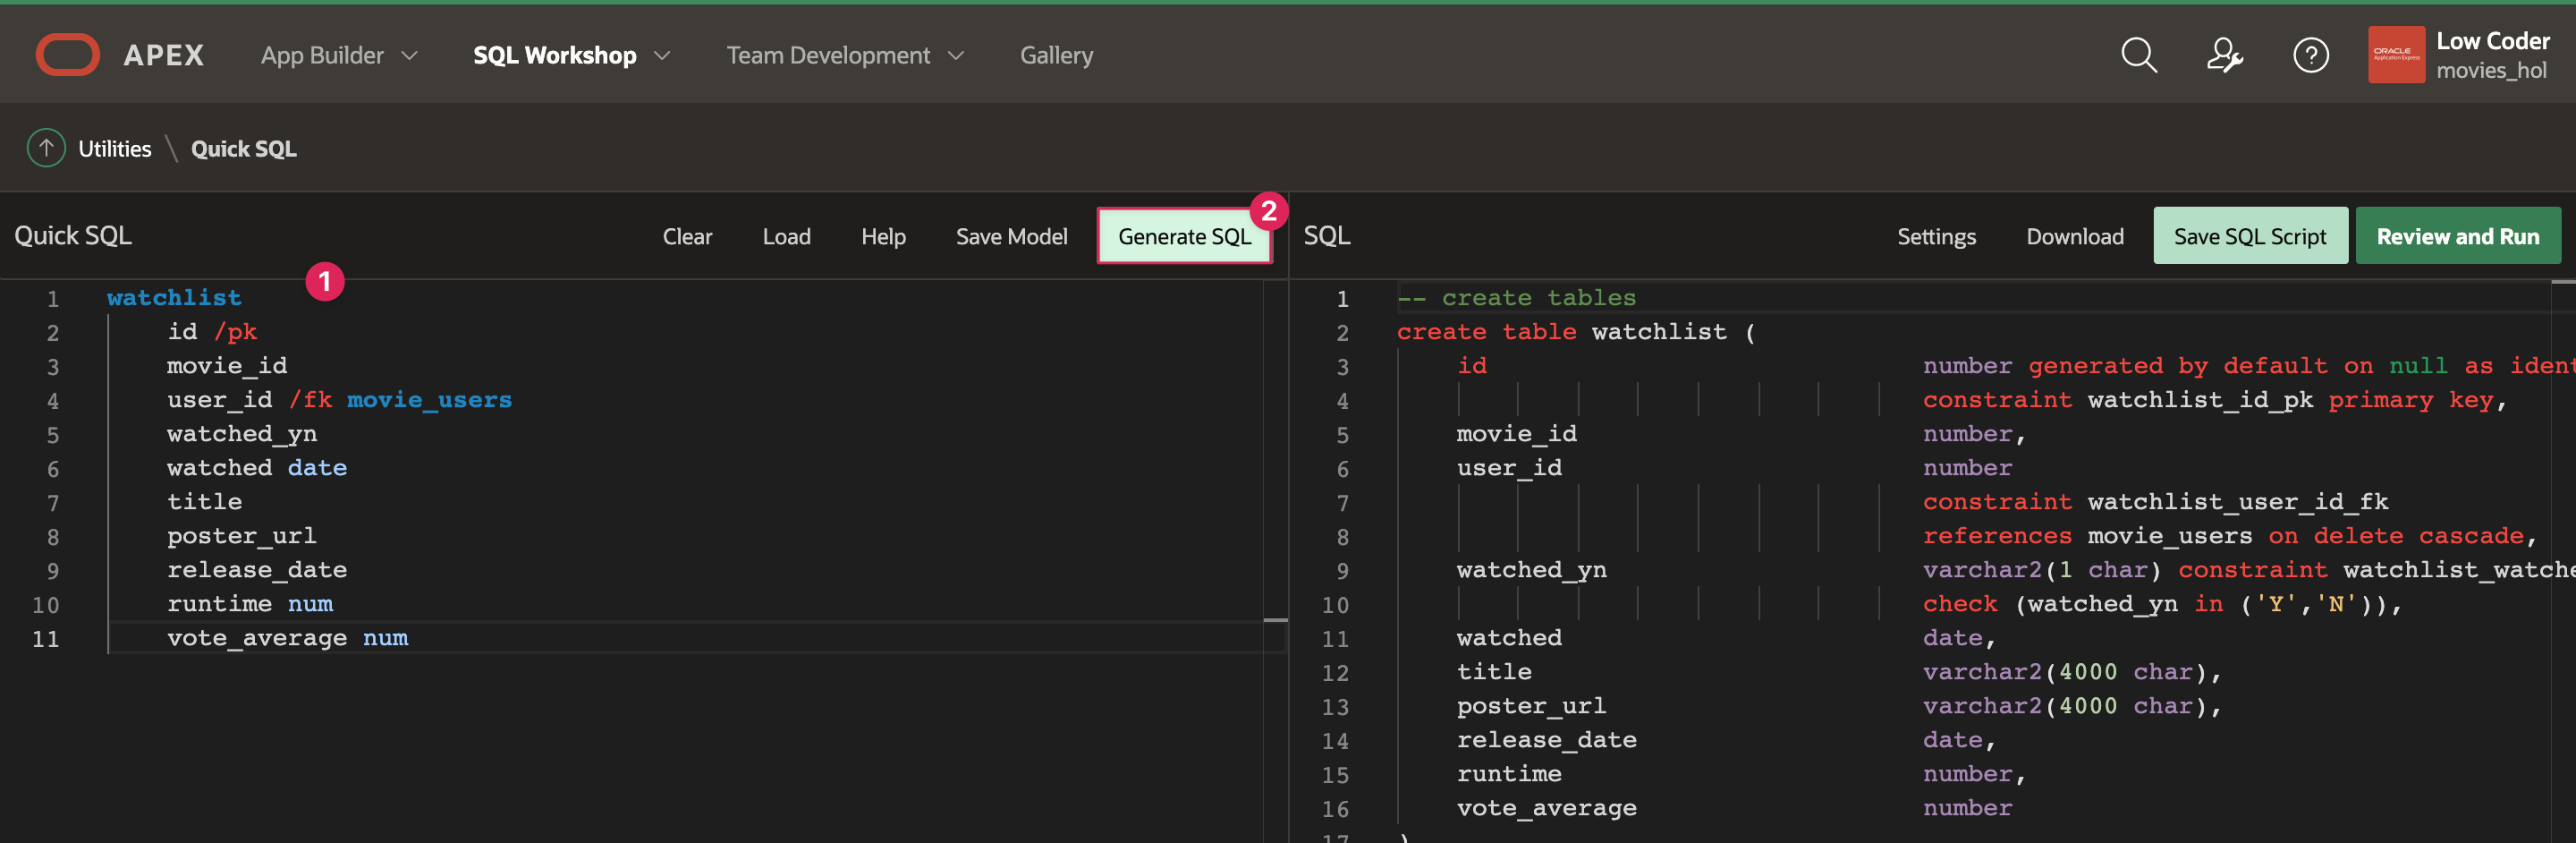 APEX App Builder SQL Workshop Team Development Gallery Low Coder
movies_hol
ORACLE
Application Express
Utilities \ Quick SQL
Quick SQL Clear Load Help Save Model Generate SQL 2
1
1 watchlist
2 id /pk
3 movie_id
4 user_id /fk movie_users
5 watched_yn
6 watched date
7 title
8 poster_url
9 release_date
10 runtime num
11 vote_average num
SQL Settings Download Save SQL Script Review and Run
1 -- create tables
2 create table watchlist (
3 id number generated by default on null as ident
4 constraint watchlist_id_pk primary key,
5 movie_id number,
6 user_id number
7 constraint watchlist_user_id_fk
8 references movie_users on delete cascade,
9 watched_yn varchar2(1 char) constraint watchlist_watche
10 check (watched_yn in ('Y','N')),
11 watched date,
12 title varchar2(4000 char),
13 poster_url varchar2(4000 char),
14 release_date date,
15 runtime number,
16 vote_average number
17 )